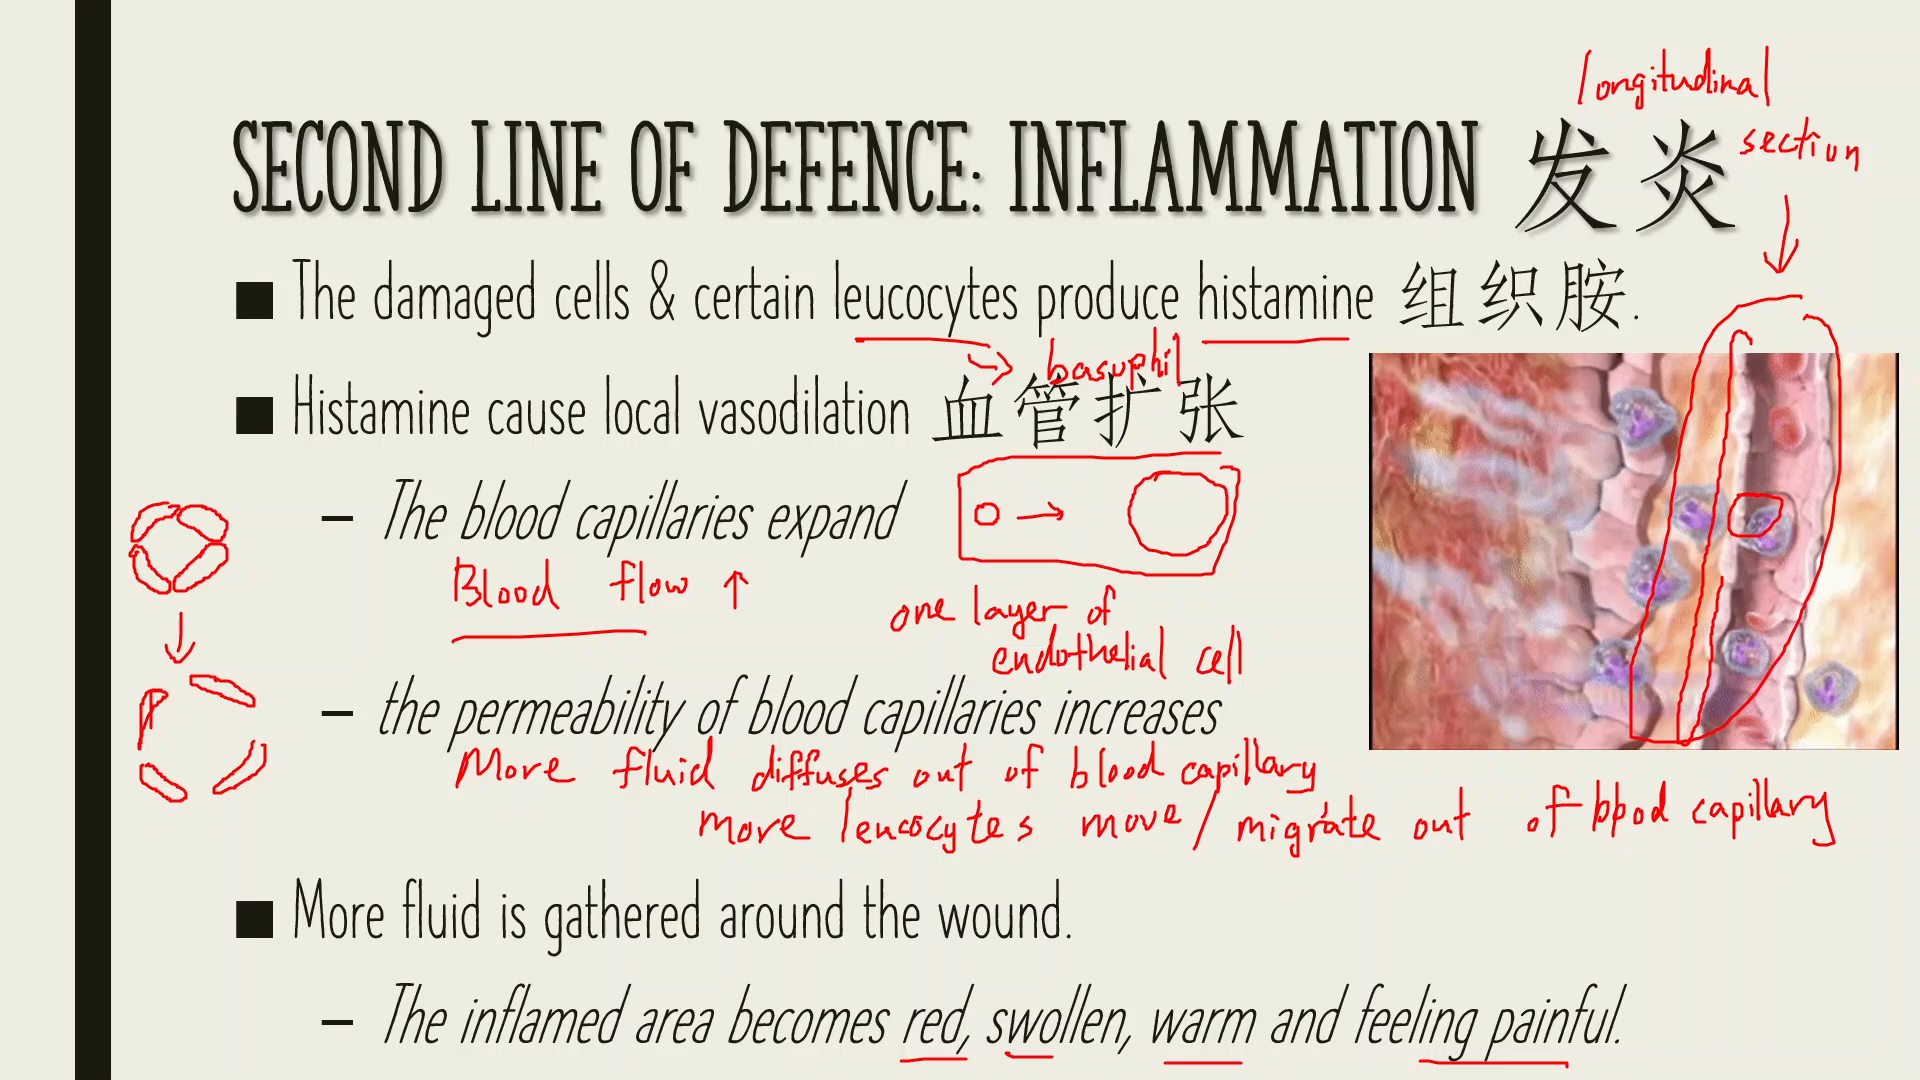 longitudinal
section
SECOND LINE OF DEFENCE: INFLAMMATION 发炎
■ The damaged cells & certain leucocytes produce histamine 组织胺.
basophil
■ Histamine cause local vasodilation 血管扩张
– The blood capillaries expand
Blood flow ↑
one layer of
endothelial cell
– the permeability of blood capillaries increases
More fluid diffuses out of blood capillary
more leucocytes move/migrate out of blood capillary
■ More fluid is gathered around the wound.
– The inflamed area becomes red, swollen, warm and feeling painful.